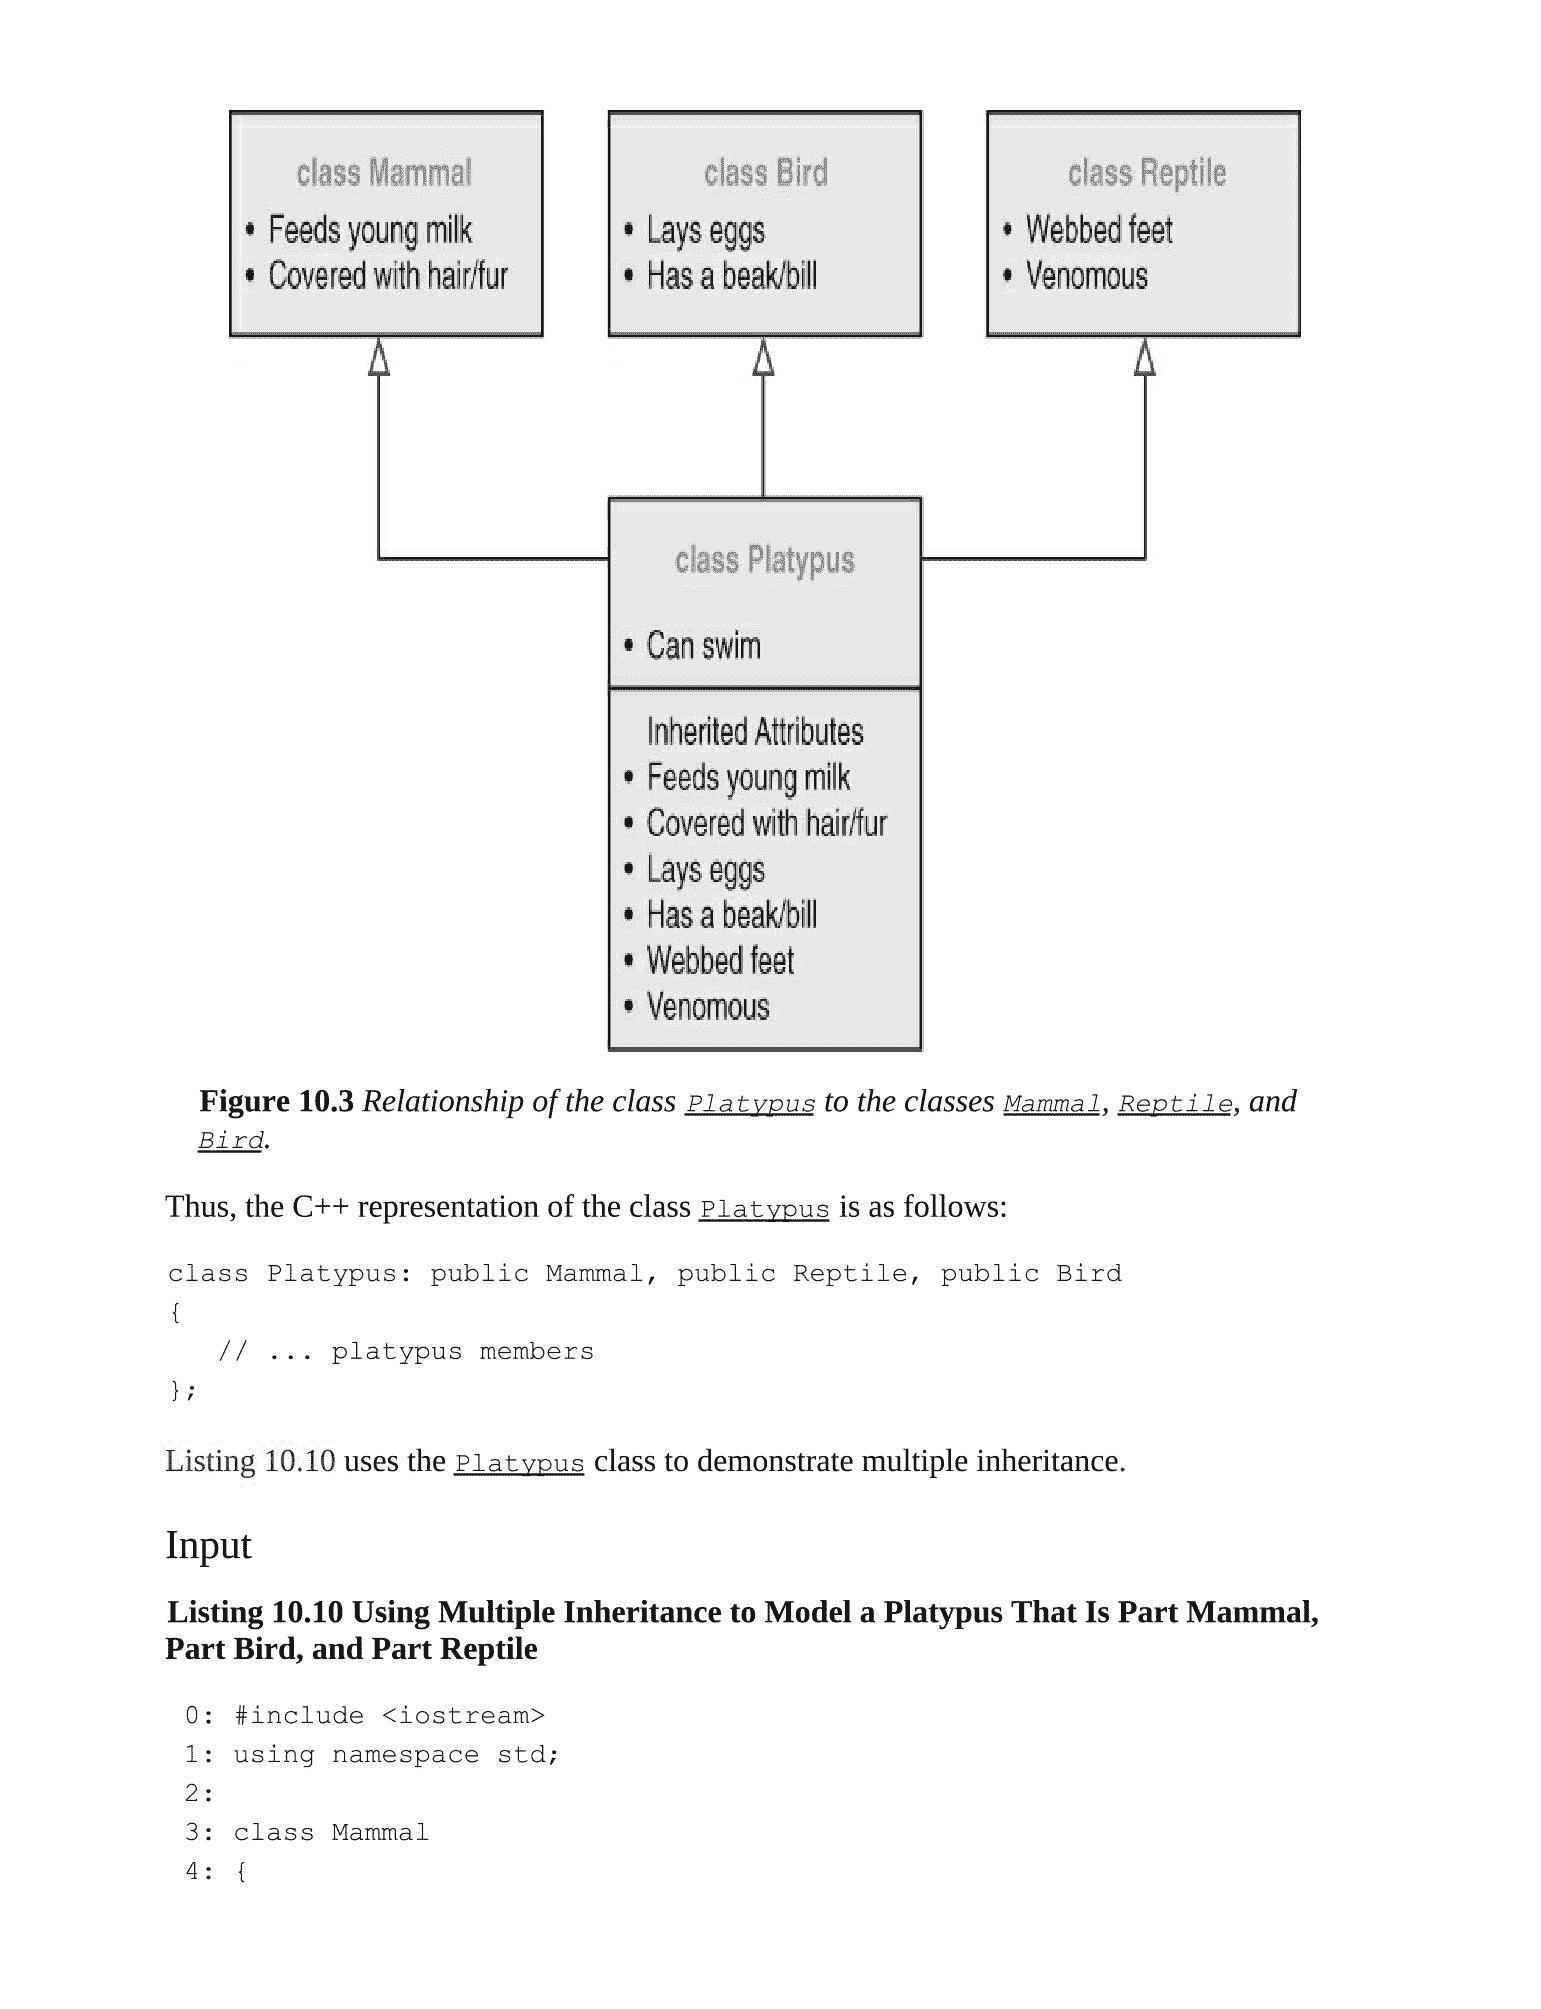 class Mammal
• Feeds young milk
• Covered with hair/fur
class Bird
• Lays eggs
• Has a beak/bill
class Reptile
• Webbed feet
• Venomous
class Platypus
• Can swim
Inherited Attributes
• Feeds young milk
• Covered with hair/fur
• Lays eggs
• Has a beak/bill
• Webbed feet
• Venomous
Figure 10.3 Relationship of the class Platypus to the classes Mammal, Reptile, and
Bird.
Thus, the C++ representation of the class Platypus is as follows:
class Platypus: public Mammal, public Reptile, public Bird
{
   // ... platypus members
};
Listing 10.10 uses the Platypus class to demonstrate multiple inheritance.
Input
Listing 10.10 Using Multiple Inheritance to Model a Platypus That Is Part Mammal,
Part Bird, and Part Reptile
0: #include <iostream>
1: using namespace std;
2:
3: class Mammal
4: {